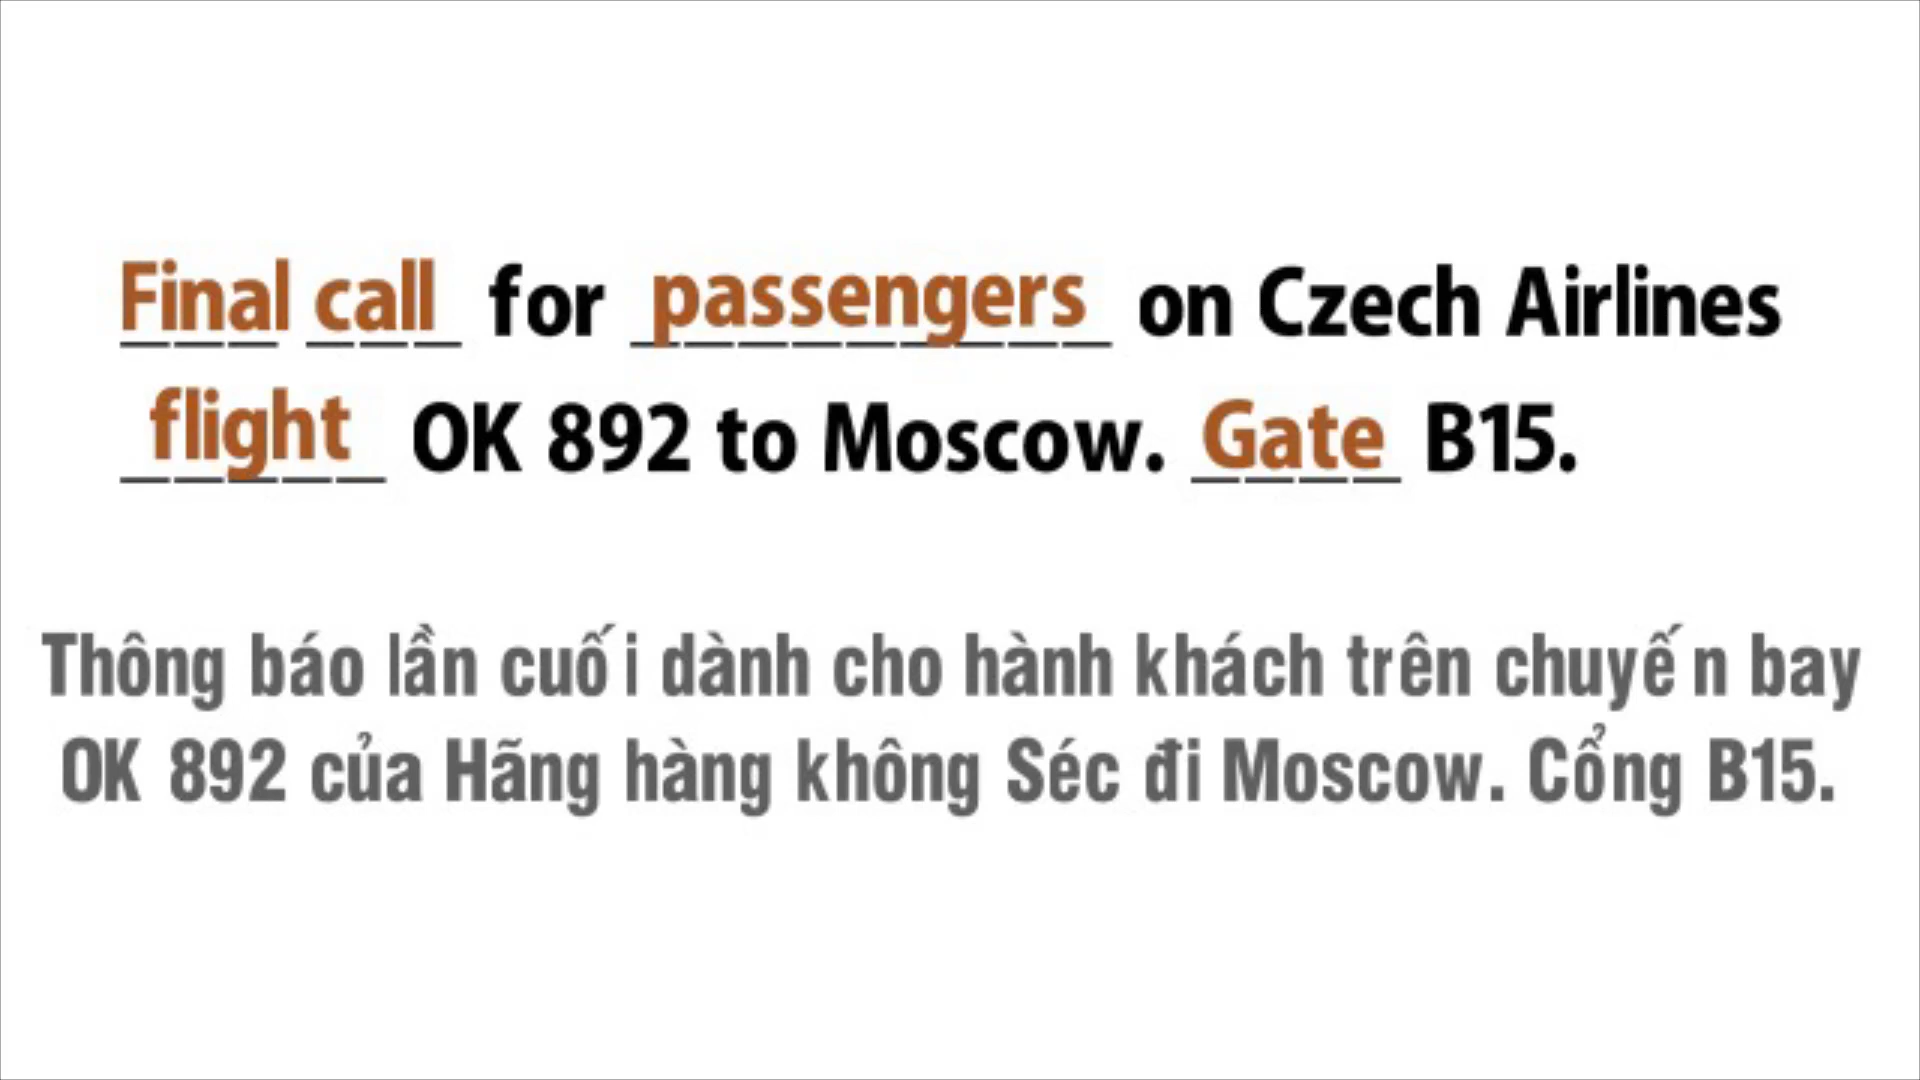 Final call for passengers on Czech Airlines
flight OK 892 to Moscow. Gate B15.
Thông báo lần cuối dành cho hành khách trên chuyến bay
OK 892 của Hãng hàng không Séc đi Moscow. Cổng B15.